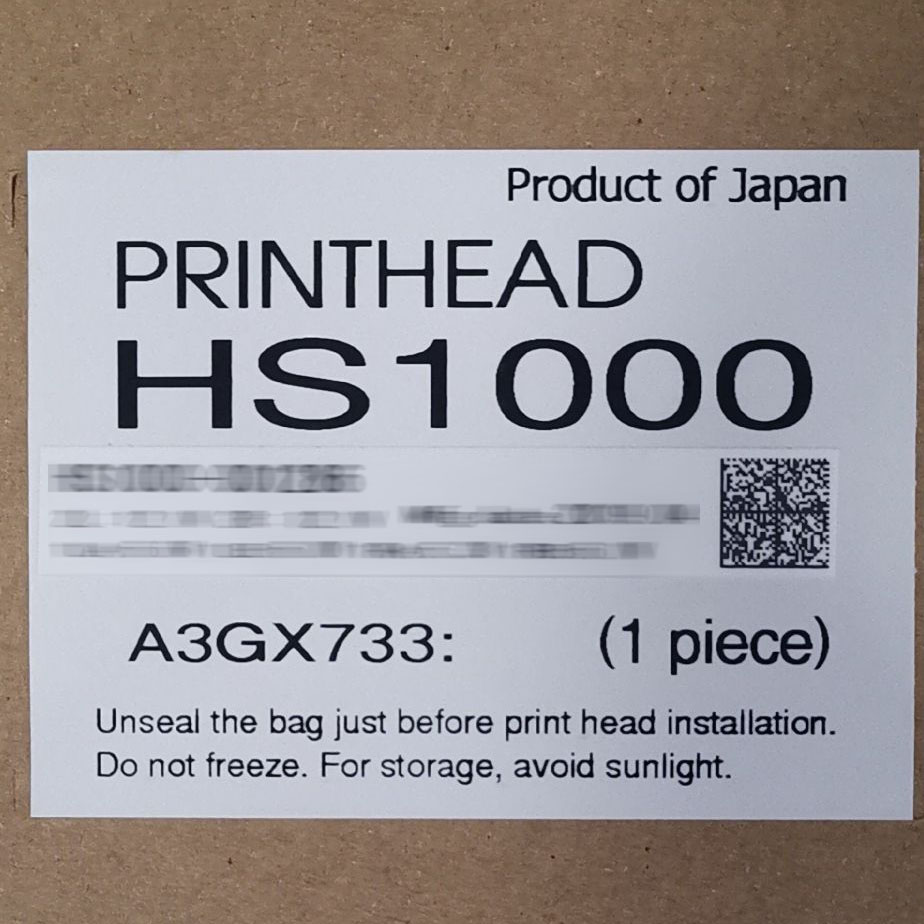 Product of Japan
PRINTHEAD
HS1000
A3GX733: (1 piece)
Unseal the bag just before print head installation.
Do not freeze. For storage, avoid sunlight.